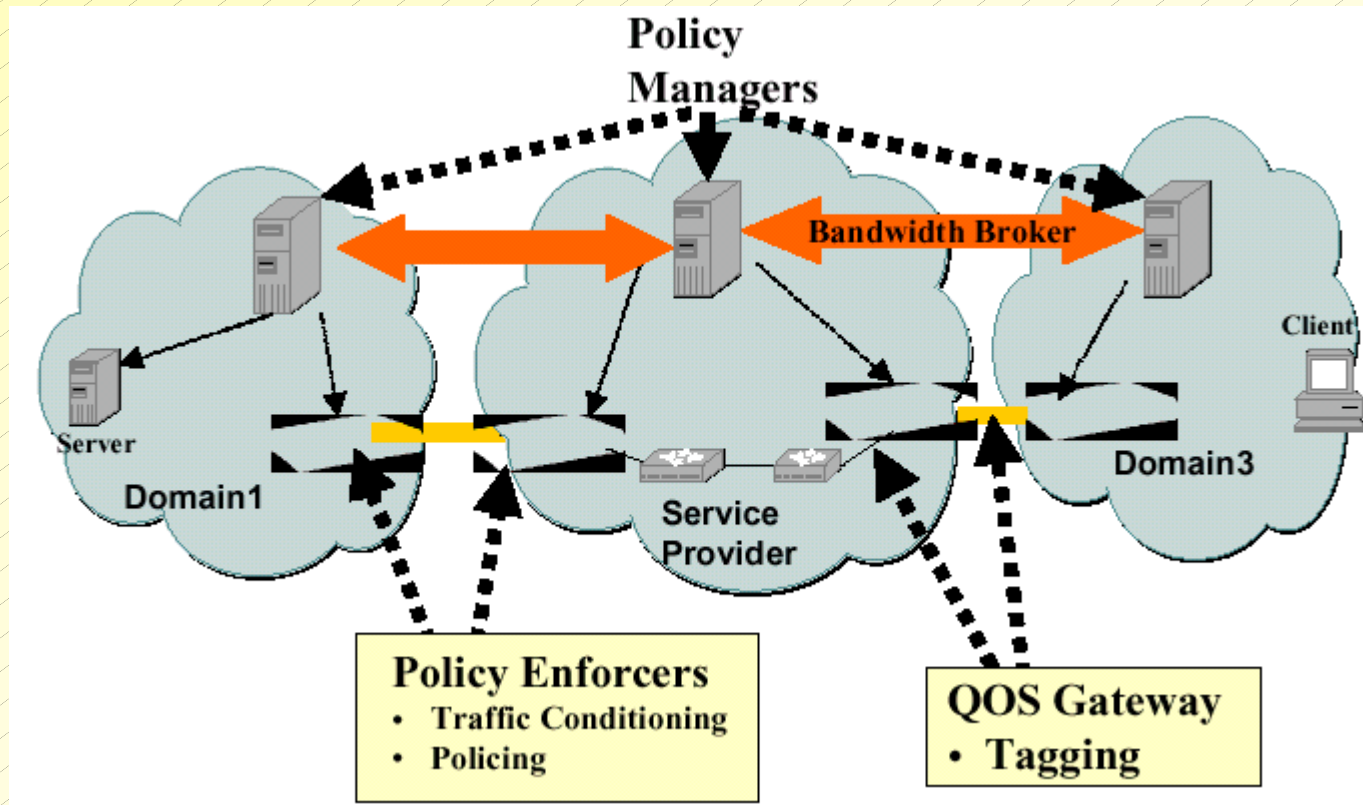 Policy
Managers
Bandwidth Broker
Client
Server
Domain1
Service
Provider
Domain3
Policy Enforcers
• Traffic Conditioning
• Policing
QOS Gateway
• Tagging